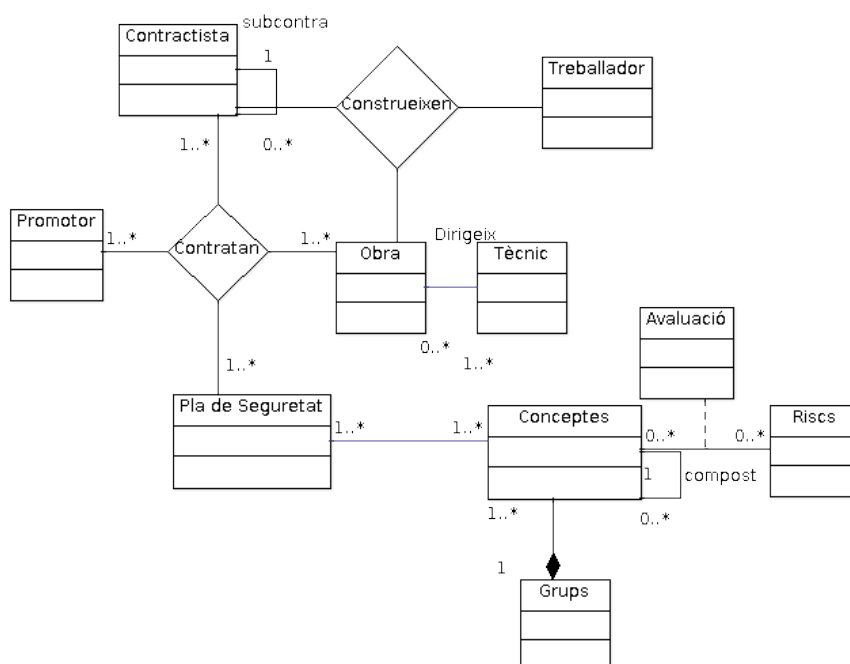 subcontra
Contractista
1
Treballador
Construeixen
1..*
0..*
Promotor
1..*
Contratan
1..*
Dirigeix
Obra
Tècnic
0..*
1..*
1..*
Avaluació
Pla de Seguretat
1..*
1..*
Conceptes
0..*
0..*
Riscs
1
compost
1..*
0..*
1
Grups